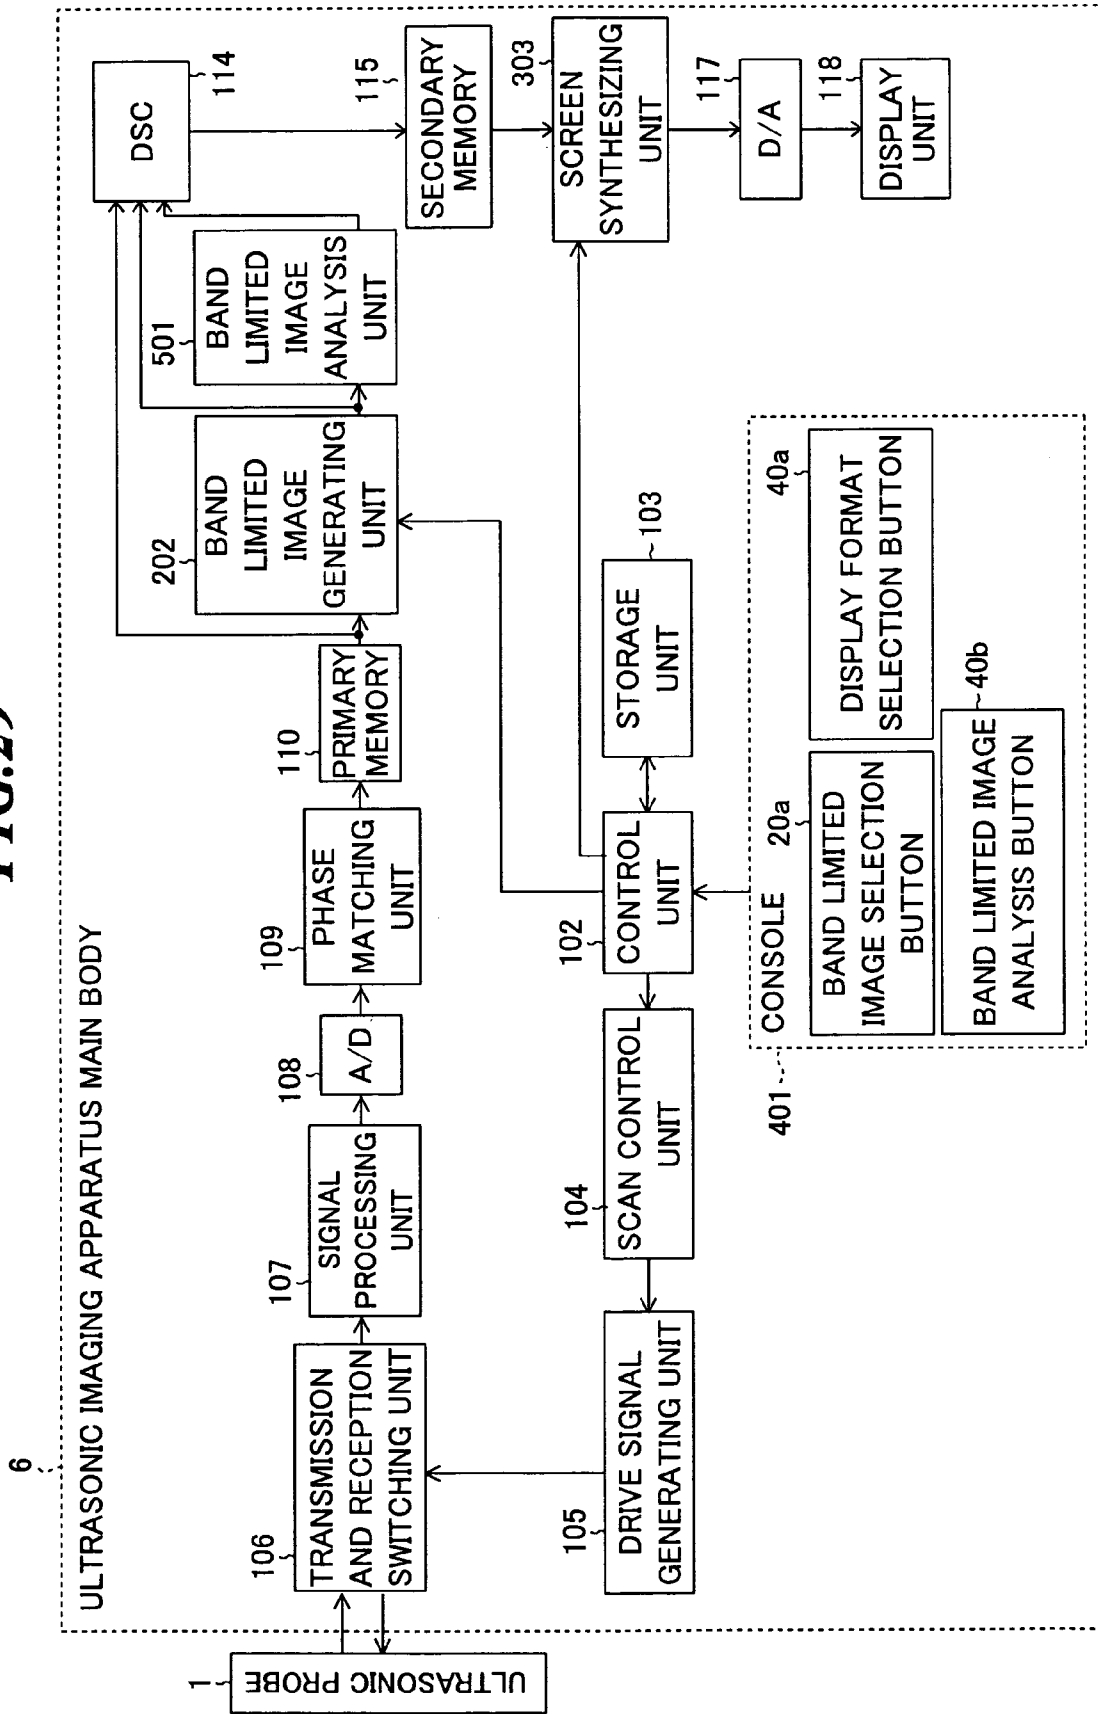 6
ULTRASONIC IMAGING APPARATUS MAIN BODY
1
ULTRASONIC PROBE
106
TRANSMISSION
AND RECEPTION
SWITCHING UNIT
107
SIGNAL
PROCESSING
UNIT
108
A/D
109
PHASE
MATCHING
UNIT
110
PRIMARY
MEMORY
202
BAND
LIMITED
IMAGE
GENERATING
UNIT
501
BAND
LIMITED
IMAGE
ANALYSIS
UNIT
DSC
114
115
SECONDARY
MEMORY
303
SCREEN
SYNTHESIZING
UNIT
117
D/A
118
DISPLAY
UNIT
105
DRIVE SIGNAL
GENERATING UNIT
104
SCAN CONTROL
UNIT
102
CONTROL
UNIT
STORAGE
UNIT
103
401
CONSOLE
20a
BAND LIMITED
IMAGE SELECTION
BUTTON
40a
DISPLAY FORMAT
SELECTION BUTTON
40b
BAND LIMITED IMAGE
ANALYSIS BUTTON